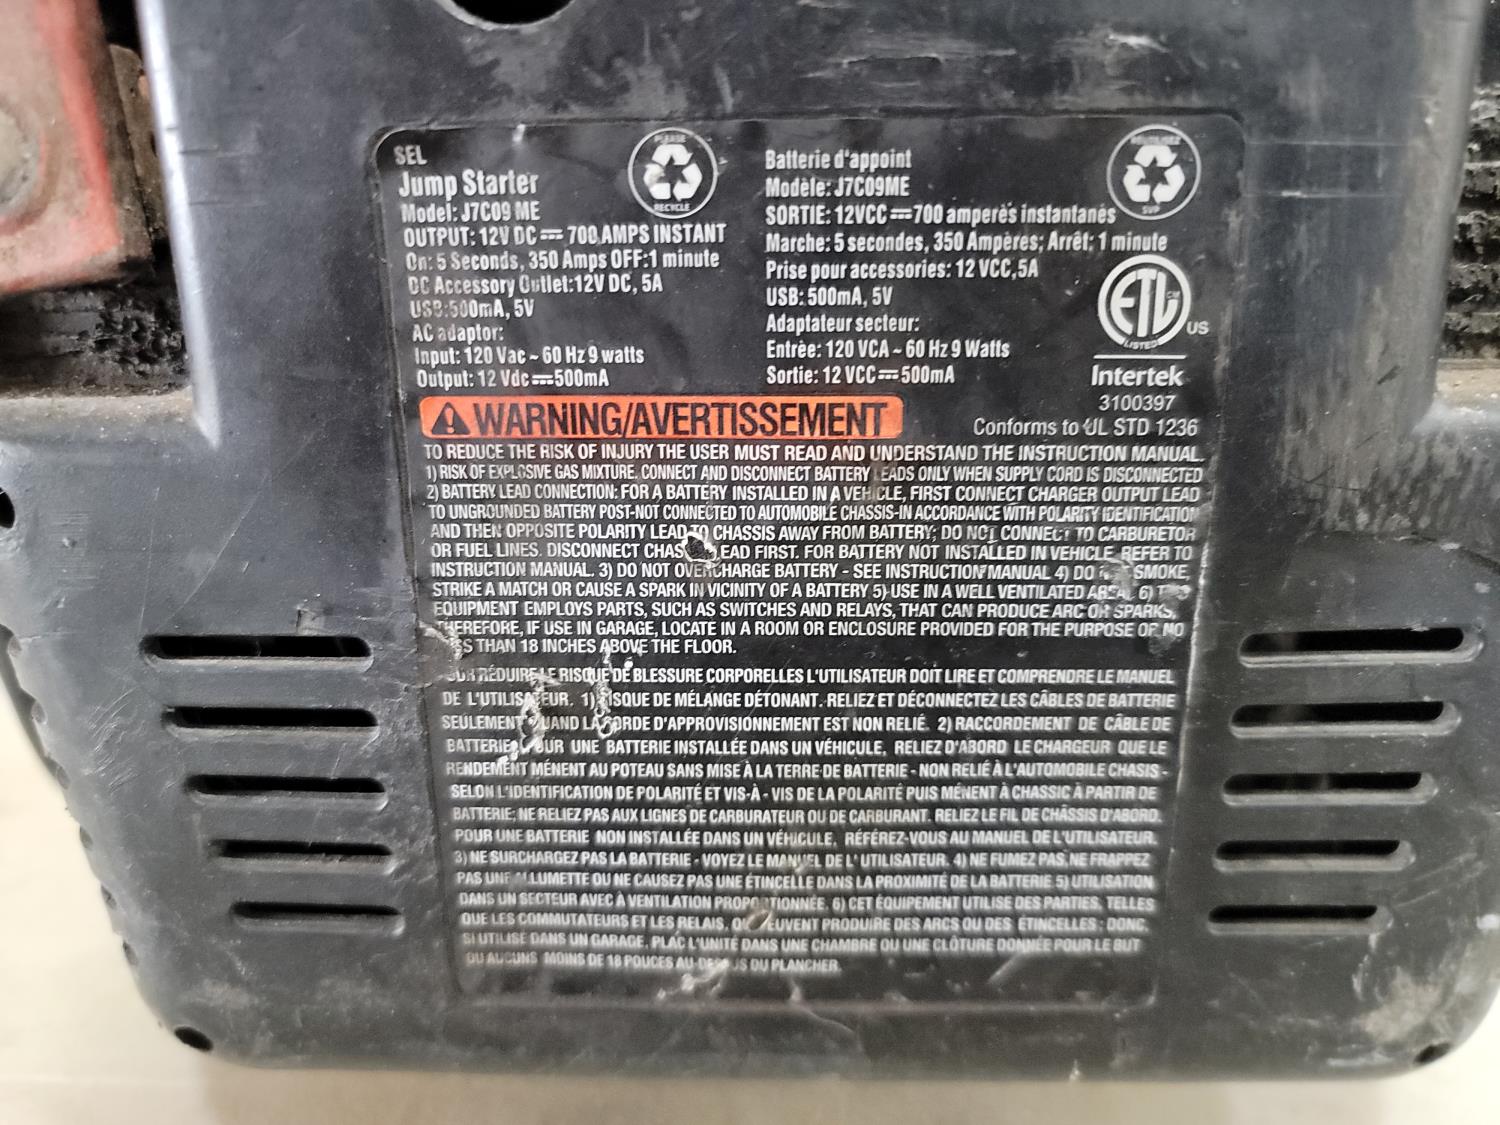 SEL
Jump Starter
Model: J7C09 ME
OUTPUT: 12V DC ⎓ 700 AMPS INSTANT
On: 5 Seconds, 350 Amps OFF:1 minute
DC Accessory Outlet:12V DC, 5A
USB:500mA, 5V
AC adaptor:
Input: 120 Vac ~ 60 Hz 9 watts
Output: 12 Vdc ⎓ 500mA
PLEASE
RECYCLE
Batterie d'appoint
Modèle: J7C09ME
SORTIE: 12VCC ⎓ 700 amperès instantanés
Marche: 5 secondes, 350 Ampères; Arrêt: 1 minute
Prise pour accessories: 12 VCC,5A
USB: 500mA, 5V
Adaptateur secteur:
Entrèe: 120 VCA ~ 60 Hz 9 Watts
Sortie: 12 VCC ⎓ 500mA
SVP
ETL
CM
US
LISTED
Intertek
3100397
Conforms to UL STD 1236
WARNING/AVERTISSEMENT
TO REDUCE THE RISK OF INJURY THE USER MUST READ AND UNDERSTAND THE INSTRUCTION MANUAL.
1) RISK OF EXPLOSIVE GAS MIXTURE. CONNECT AND DISCONNECT BATTERY LEADS ONLY WHEN SUPPLY CORD IS DISCONNECTED
2) BATTERY LEAD CONNECTION: FOR A BATTERY INSTALLED IN A VEHICLE, FIRST CONNECT CHARGER OUTPUT LEAD
TO UNGROUNDED BATTERY POST-NOT CONNECTED TO AUTOMOBILE CHASSIS-IN ACCORDANCE WITH POLARITY IDENTIFICATION
AND THEN OPPOSITE POLARITY LEAD TO CHASSIS AWAY FROM BATTERY; DO NOT CONNECT TO CARBURETOR
OR FUEL LINES. DISCONNECT CHAS LEAD FIRST. FOR BATTERY NOT INSTALLED IN VEHICLE, REFER TO
INSTRUCTION MANUAL. 3) DO NOT OVERCHARGE BATTERY - SEE INSTRUCTION MANUAL 4) DO SMOKE,
STRIKE A MATCH OR CAUSE A SPARK IN VICINITY OF A BATTERY 5) USE IN A WELL VENTILATED AREA. 6)
EQUIPMENT EMPLOYS PARTS, SUCH AS SWITCHES AND RELAYS, THAT CAN PRODUCE ARC OR SPARKS,
THEREFORE, IF USE IN GARAGE, LOCATE IN A ROOM OR ENCLOSURE PROVIDED FOR THE PURPOSE OF NO
LESS THAN 18 INCHES ABOVE THE FLOOR.
RÉDUIRE LE RISQUE DE BLESSURE CORPORELLES L'UTILISATEUR DOIT LIRE ET COMPRENDRE LE MANUEL
DE L'UTILISATEUR. 1) RISQUE DE MÉLANGE DÉTONANT. RELIEZ ET DÉCONNECTEZ LES CÂBLES DE BATTERIE
SEULEMENT QUAND LA CORDE D'APPROVISIONNEMENT EST NON RELIÉ. 2) RACCORDEMENT DE CÂBLE DE
BATTERIE: POUR UNE BATTERIE INSTALLÉE DANS UN VÉHICULE, RELIEZ D'ABORD LE CHARGEUR QUE LE
RENDEMENT MÉNENT AU POTEAU SANS MISE À LA TERRE DE BATTERIE - NON RELIÉ À L'AUTOMOBILE CHASIS -
SELON L'IDENTIFICATION DE POLARITÉ ET VIS-À - VIS DE LA POLARITÉ PUIS MÉNENT À CHASSIC À PARTIR DE
BATTERIE; NE RELIEZ PAS AUX LIGNES DE CARBURATEUR OU DE CARBURANT. RELIEZ LE FIL DE CHÂSSIS D'ABORD.
POUR UNE BATTERIE NON INSTALLÉE DANS UN VÉHICULE, RÉFÉREZ-VOUS AU MANUEL DE L'UTILISATEUR.
3) NE SURCHARGEZ PAS LA BATTERIE - VOYEZ LE MANUEL DE L'UTILISATEUR. 4) NE FUMEZ PAS, NE FRAPPEZ
PAS UNE ALLUMETTE OU NE CAUSEZ PAS UNE ÉTINCELLE DANS LA PROXIMITÉ DE LA BATTERIE 5) UTILISATION
DANS UN SECTEUR AVEC À VENTILATION PROPORTIONNÉE. 6) CET ÉQUIPEMENT UTILISE DES PARTIES, TELLES
QUE LES COMMUTATEURS ET LES RELAIS, QUI PEUVENT PRODUIRE DES ARCS OU DES ÉTINCELLES : DONC,
SI UTILISÉ DANS UN GARAGE, PLAC L'UNITÉ DANS UNE CHAMBRE OU UNE CLÔTURE DONNÉE POUR LE BUT
OU AUCUNS MOINS DE 18 POUCES AU-DESSUS DU PLANCHER.